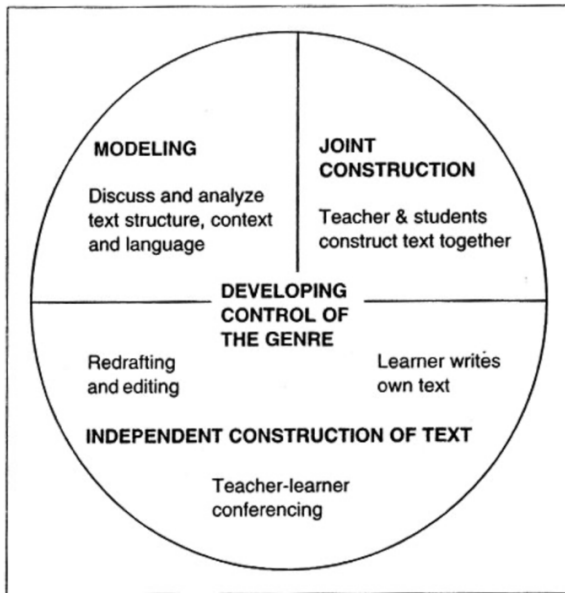 MODELING
Discuss and analyze
text structure, context
and language
JOINT
CONSTRUCTION
Teacher & students
construct text together
DEVELOPING
CONTROL OF
THE GENRE
Redrafting
and editing
Learner writes
own text
INDEPENDENT CONSTRUCTION OF TEXT
Teacher-learner
conferencing